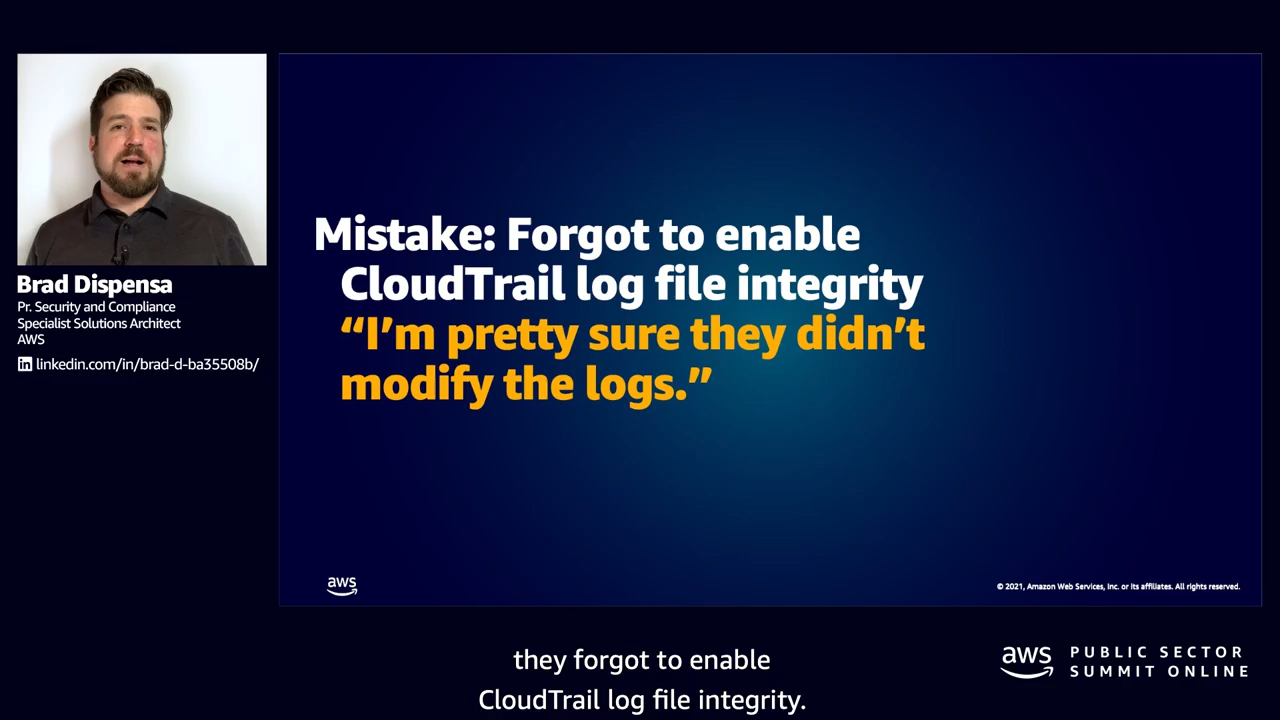 Brad Dispensa
Pr. Security and Compliance
Specialist Solutions Architect
AWS
in linkedin.com/in/brad-d-ba35508b/
Mistake: Forgot to enable
CloudTrail log file integrity
“I’m pretty sure they didn’t
modify the logs.”
aws
© 2021, Amazon Web Services, Inc. or its affiliates. All rights reserved.
they forgot to enable
CloudTrail log file integrity.
aws
PUBLIC SECTOR
SUMMIT ONLINE